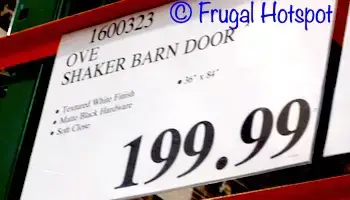 © Frugal Hotspot
1600323
OVE
SHAKER BARN DOOR
• Textured White Finish
• Matte Black Hardware
• Soft Close
• 36" x 84"
199.99